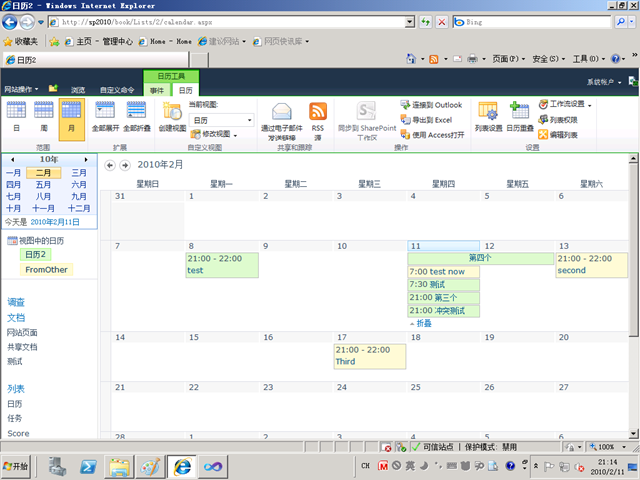 日历2 - Windows Internet Explorer
http://sp2010/book/Lists/2/calendar.aspx
Bing
收藏夹 主页 - 管理中心 Home - Home 建议网站 网页快讯库
日历2
页面(P) 安全(S) 工具(O)
日历工具
系统帐户
网站操作 浏览 自定义命令 事件 日历
日 周 月
全部展开 全部折叠
创建视图
当前视图:
日历
修改视图
通过电子邮件发送链接
RSS 源
同步到 SharePoint 工作区
连接到 Outlook
导出到 Excel
使用 Access打开
列表设置
日历重叠
工作流设置
列表权限
编辑列表
范围 扩展 自定义视图 共享和跟踪 操作 设置
10年
一月 二月 三月
四月 五月 六月
七月 八月 九月
十月 十一月 十二月
今天是 2010年2月11日
视图中的日历
日历2
FromOther
调查
文档
网站页面
共享文档
测试
列表
日历
任务
Score
2010年2月
星期日 星期一 星期二 星期三 星期四 星期五 星期六
31 1 2 3 4 5 6
7 8 9 10 11 12 13
21:00 - 22:00
test
第四个
7:00 test now
7:30 测试
21:00 第三个
21:00 冲突测试
折叠
21:00 - 22:00
second
14 15 16 17 18 19 20
21:00 - 22:00
Third
21 22 23 24 25 26 27
28 1 2 3 4 5 6
可信站点 | 保护模式: 禁用
100%
开始
CH
英
21:14
2010/2/11